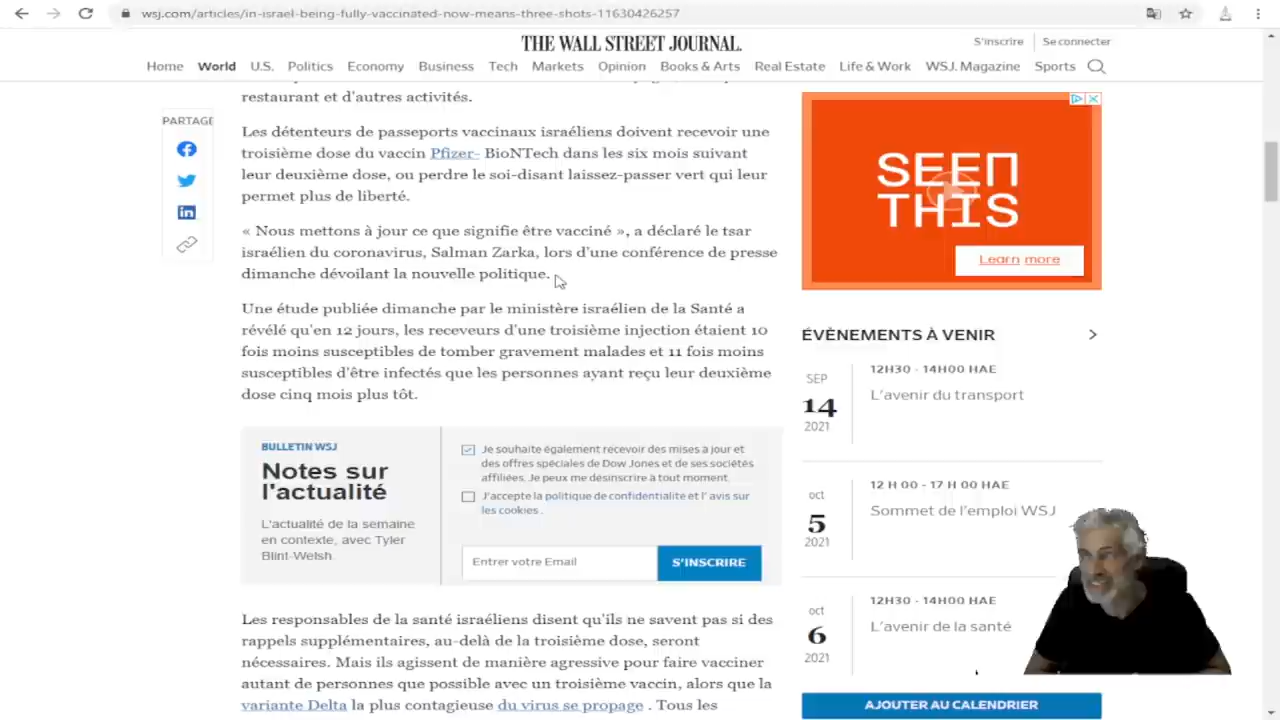 wsj.com/articles/in-israel-being-fully-vaccinated-now-means-three-shots-11630426257
THE WALL STREET JOURNAL.
S'inscrire
Se connecter
Home World U.S. Politics Economy Business Tech Markets Opinion Books & Arts Real Estate Life & Work WSJ. Magazine Sports
restaurant et d'autres activités.
PARTAGE
Les détenteurs de passeports vaccinaux israéliens doivent recevoir une
troisième dose du vaccin Pfizer- BioNTech dans les six mois suivant
leur deuxième dose, ou perdre le soi-disant laissez-passer vert qui leur
permet plus de liberté.
« Nous mettons à jour ce que signifie être vacciné », a déclaré le tsar
israélien du coronavirus, Salman Zarka, lors d'une conférence de presse
dimanche dévoilant la nouvelle politique.
Une étude publiée dimanche par le ministère israélien de la Santé a
révélé qu'en 12 jours, les receveurs d'une troisième injection étaient 10
fois moins susceptibles de tomber gravement malades et 11 fois moins
susceptibles d'être infectés que les personnes ayant reçu leur deuxième
dose cinq mois plus tôt.
BULLETIN WSJ
Notes sur
l'actualité
L'actualité de la semaine
en contexte, avec Tyler
Blint-Welsh.
Je souhaite également recevoir des mises à jour et
des offres spéciales de Dow Jones et de ses sociétés
affiliées. Je peux me désinscrire à tout moment.
J'accepte la politique de confidentialité et l' avis sur
les cookies .
Entrer votre Email
S'INSCRIRE
Les responsables de la santé israéliens disent qu'ils ne savent pas si des
rappels supplémentaires, au-delà de la troisième dose, seront
nécessaires. Mais ils agissent de manière agressive pour faire vacciner
autant de personnes que possible avec un troisième vaccin, alors que la
variante Delta la plus contagieuse du virus se propage . Tous les
SEEN
THIS
Learn more
ÉVÈNEMENTS À VENIR
SEP
14
2021
12H30 - 14H00 HAE
L'avenir du transport
oct
5
2021
12 H 00 - 17 H 00 HAE
Sommet de l'emploi WSJ
oct
6
2021
12H30 - 14H00 HAE
L'avenir de la santé
AJOUTER AU CALENDRIER